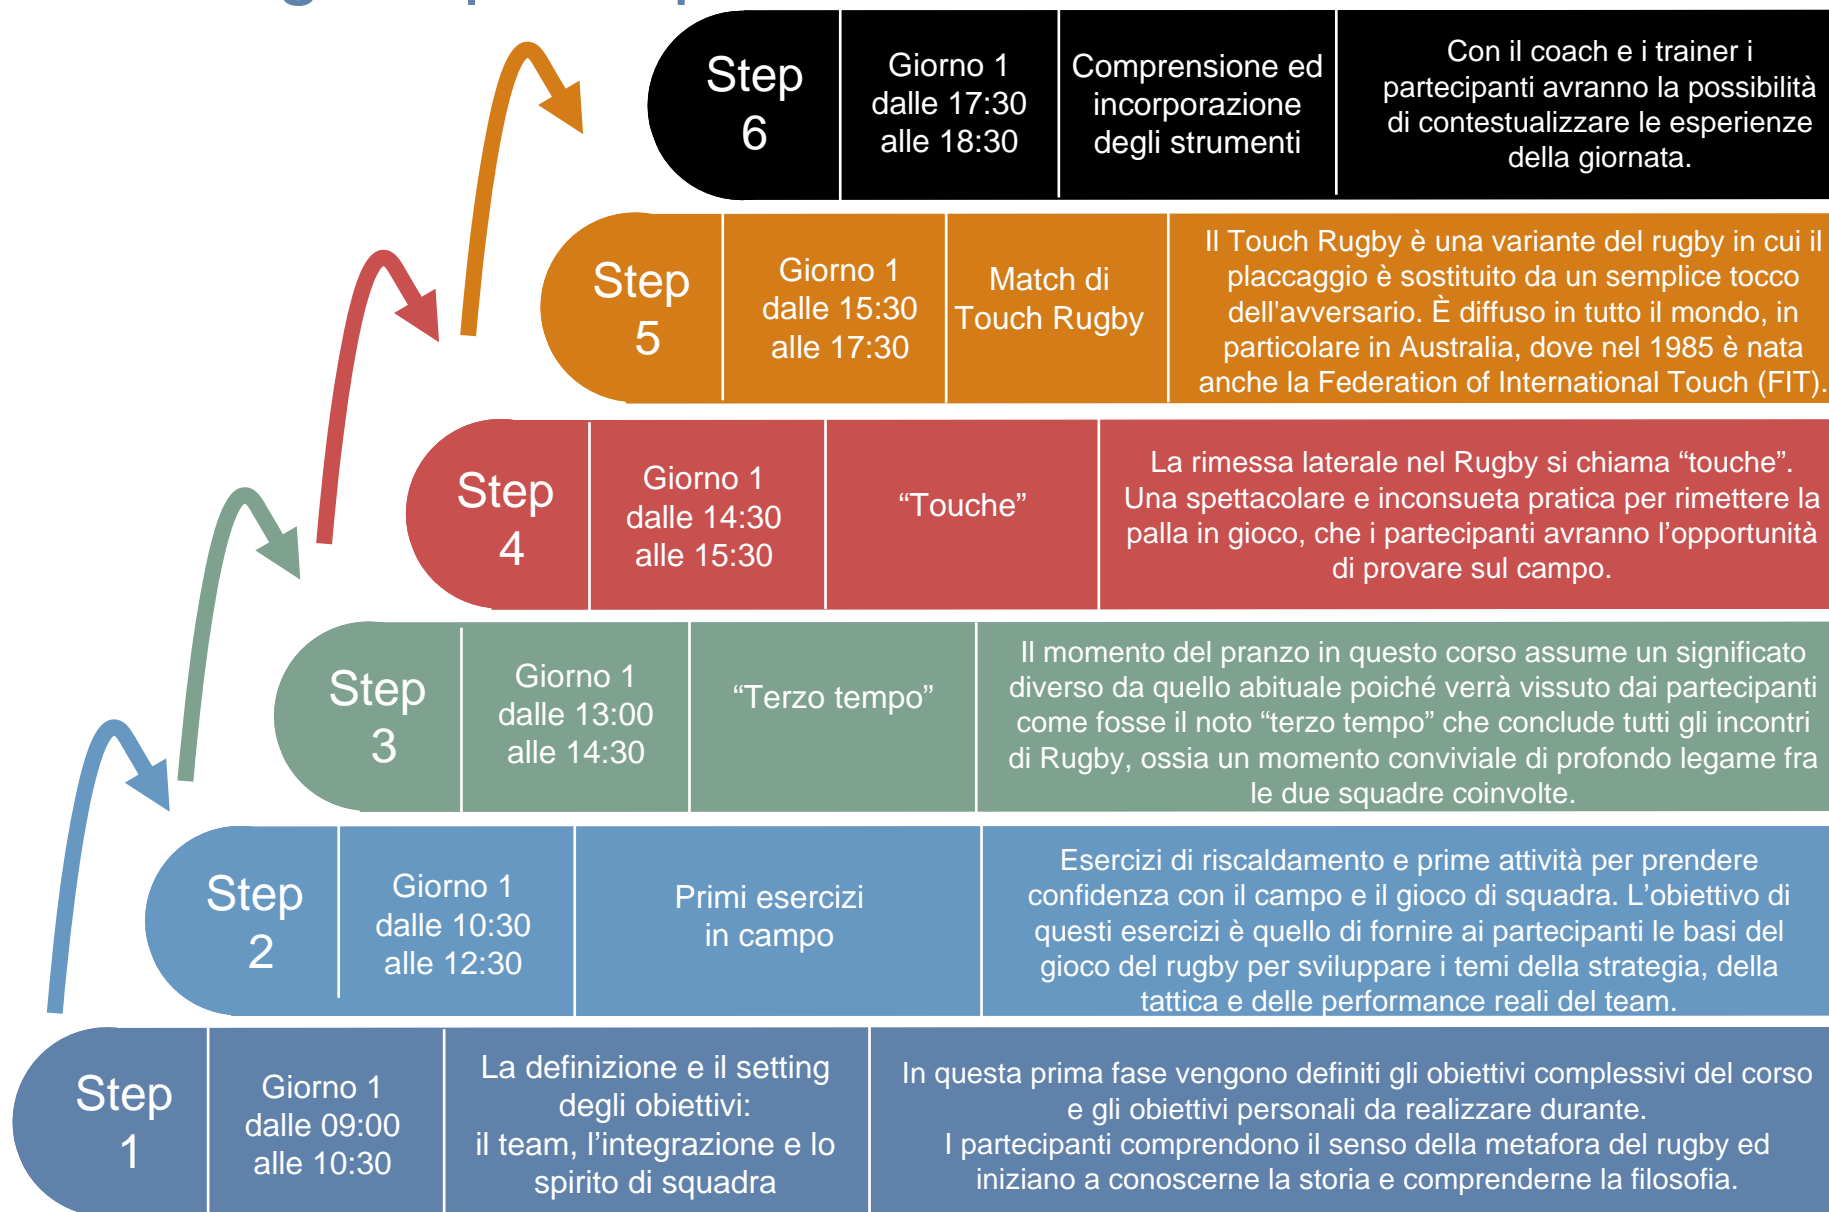 Step
6
Giorno 1
dalle 17:30
alle 18:30
Comprensione ed
incorporazione
degli strumenti
Con il coach e i trainer i
partecipanti avranno la possibilità
di contestualizzare le esperienze
della giornata.
Step
5
Giorno 1
dalle 15:30
alle 17:30
Match di
Touch Rugby
Il Touch Rugby è una variante del rugby in cui il
placcaggio è sostituito da un semplice tocco
dell'avversario. È diffuso in tutto il mondo, in
particolare in Australia, dove nel 1985 è nata
anche la Federation of International Touch (FIT).
Step
4
Giorno 1
dalle 14:30
alle 15:30
“Touche”
La rimessa laterale nel Rugby si chiama “touche”.
Una spettacolare e inconsueta pratica per rimettere la
palla in gioco, che i partecipanti avranno l’opportunità
di provare sul campo.
Step
3
Giorno 1
dalle 13:00
alle 14:30
“Terzo tempo”
Il momento del pranzo in questo corso assume un significato
diverso da quello abituale poiché verrà vissuto dai partecipanti
come fosse il noto “terzo tempo” che conclude tutti gli incontri
di Rugby, ossia un momento conviviale di profondo legame fra
le due squadre coinvolte.
Step
2
Giorno 1
dalle 10:30
alle 12:30
Primi esercizi
in campo
Esercizi di riscaldamento e prime attività per prendere
confidenza con il campo e il gioco di squadra. L’obiettivo di
questi esercizi è quello di fornire ai partecipanti le basi del
gioco del rugby per sviluppare i temi della strategia, della
tattica e delle performance reali del team.
Step
1
Giorno 1
dalle 09:00
alle 10:30
La definizione e il setting
degli obiettivi:
il team, l’integrazione e lo
spirito di squadra
In questa prima fase vengono definiti gli obiettivi complessivi del corso
e gli obiettivi personali da realizzare durante.
I partecipanti comprendono il senso della metafora del rugby ed
iniziano a conoscerne la storia e comprenderne la filosofia.